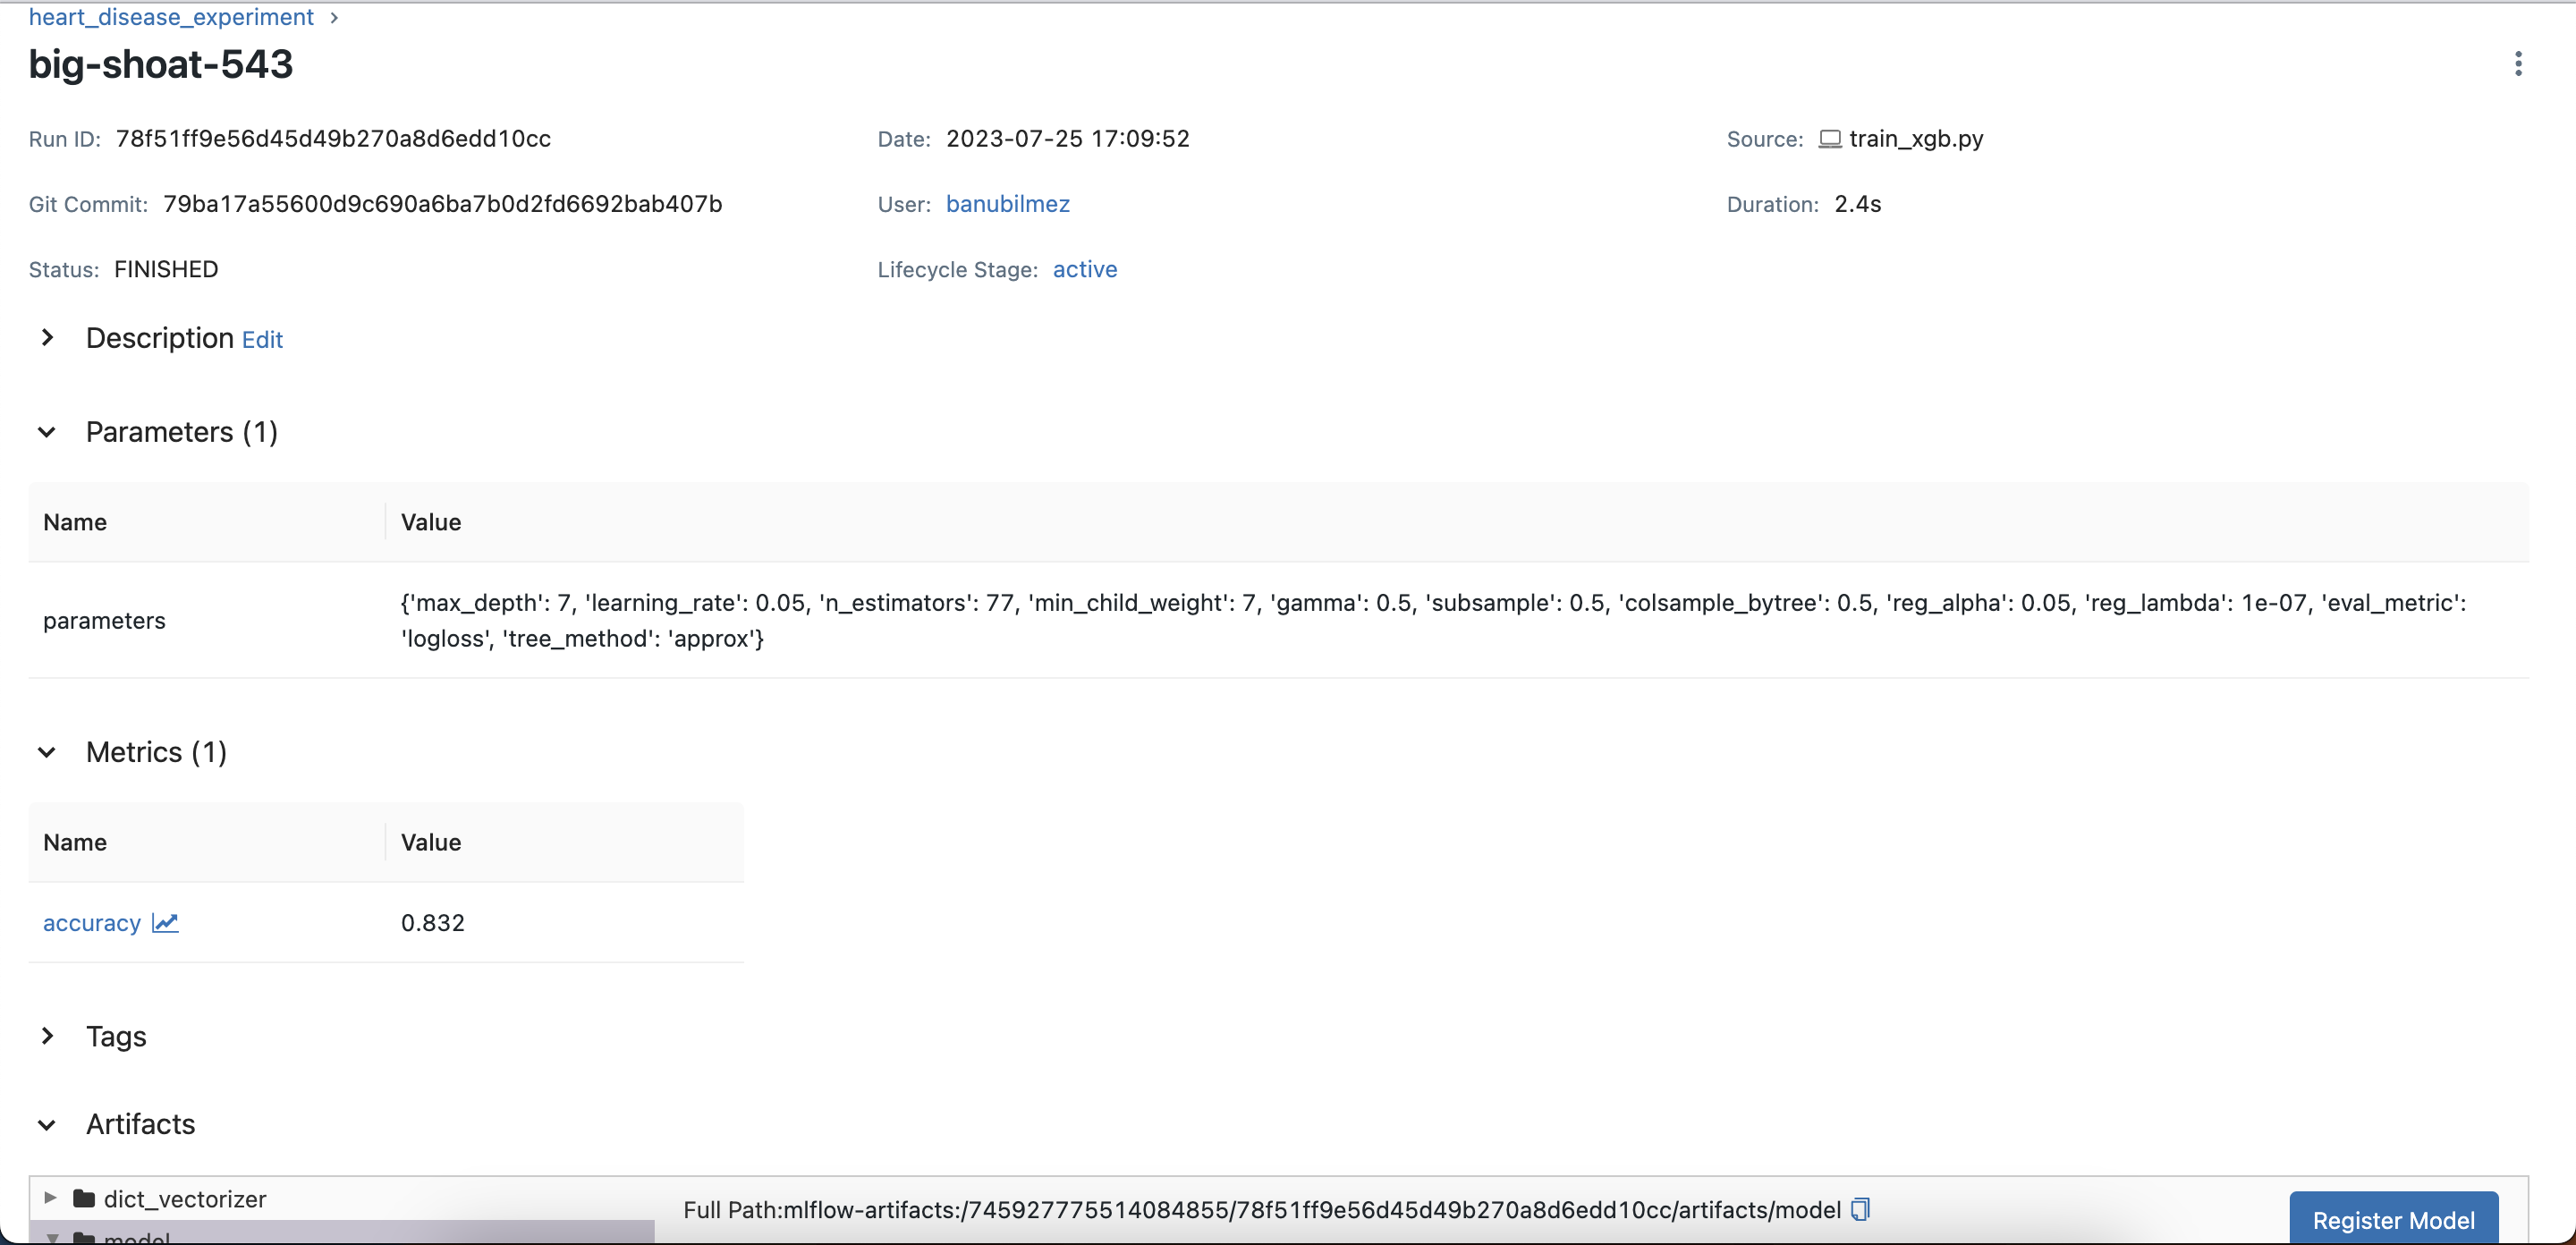 heart_disease_experiment >
big-shoat-543
Run ID: 78f51ff9e56d45d49b270a8d6edd10cc
Date: 2023-07-25 17:09:52
Source: train_xgb.py
Git Commit: 79ba17a55600d9c690a6ba7b0d2fd6692bab407b
User: banubilmez
Duration: 2.4s
Status: FINISHED
Lifecycle Stage: active
Description Edit
Parameters (1)
Name Value
parameters
{'max_depth': 7, 'learning_rate': 0.05, 'n_estimators': 77, 'min_child_weight': 7, 'gamma': 0.5, 'subsample': 0.5, 'colsample_bytree': 0.5, 'reg_alpha': 0.05, 'reg_lambda': 1e-07, 'eval_metric':
'logloss', 'tree_method': 'approx'}
Metrics (1)
Name Value
accuracy 0.832
Tags
Artifacts
dict_vectorizer
model
Full Path:mlflow-artifacts:/745927775514084855/78f51ff9e56d45d49b270a8d6edd10cc/artifacts/model
Register Model